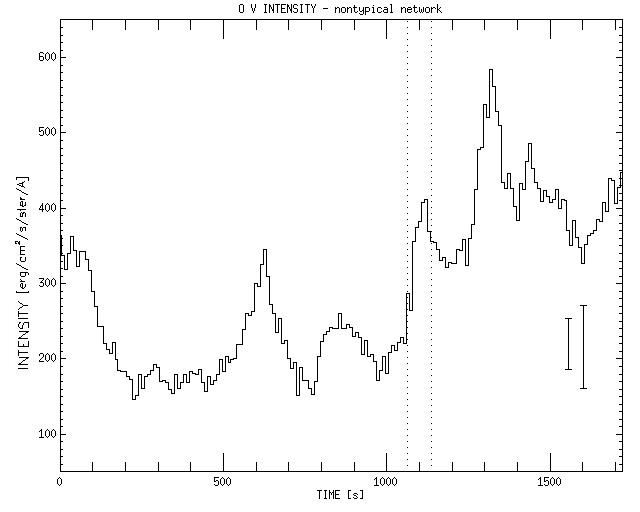 O V INTENSITY - nontypical network
600
500
400
300
200
100
INTENSITY [erg/cm²/s/ster/A]
0 500 1000 1500
TIME [s]